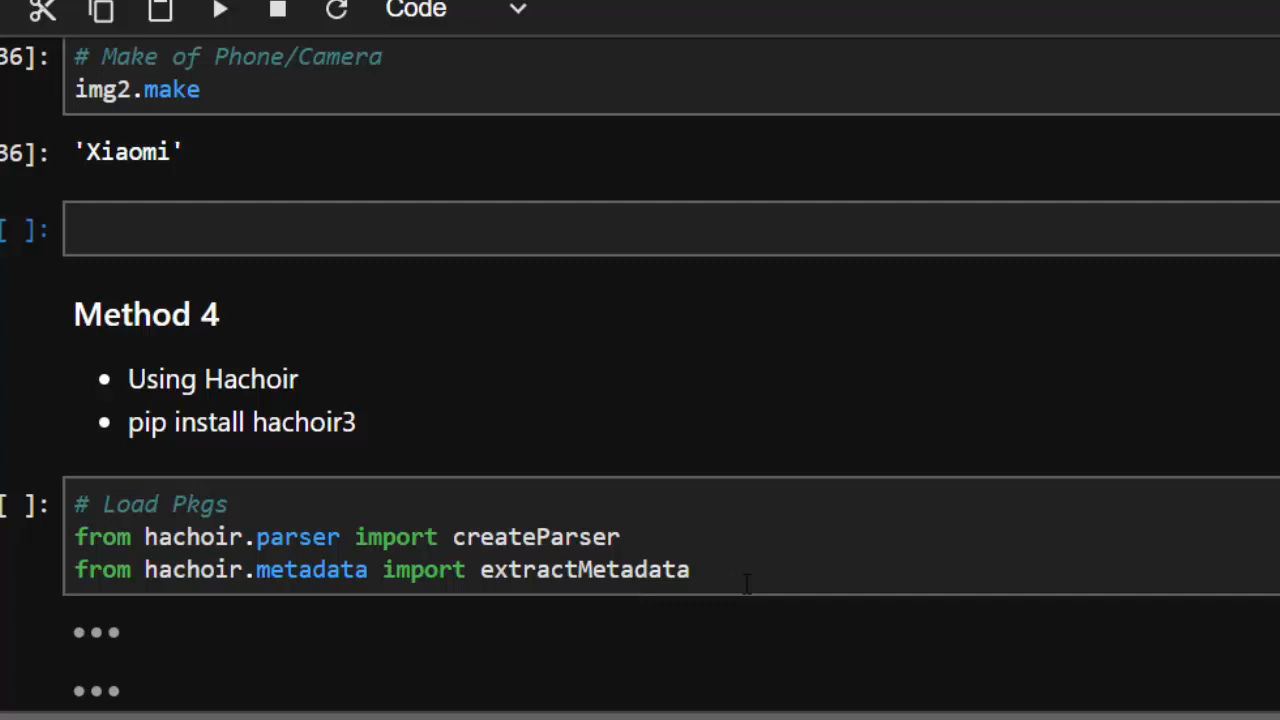 Code
36]: # Make of Phone/Camera
img2.make
36]: 'Xiaomi'
[ ]:
Method 4
• Using Hachoir
• pip install hachoir3
[ ]: # Load Pkgs
from hachoir.parser import createParser
from hachoir.metadata import extractMetadata